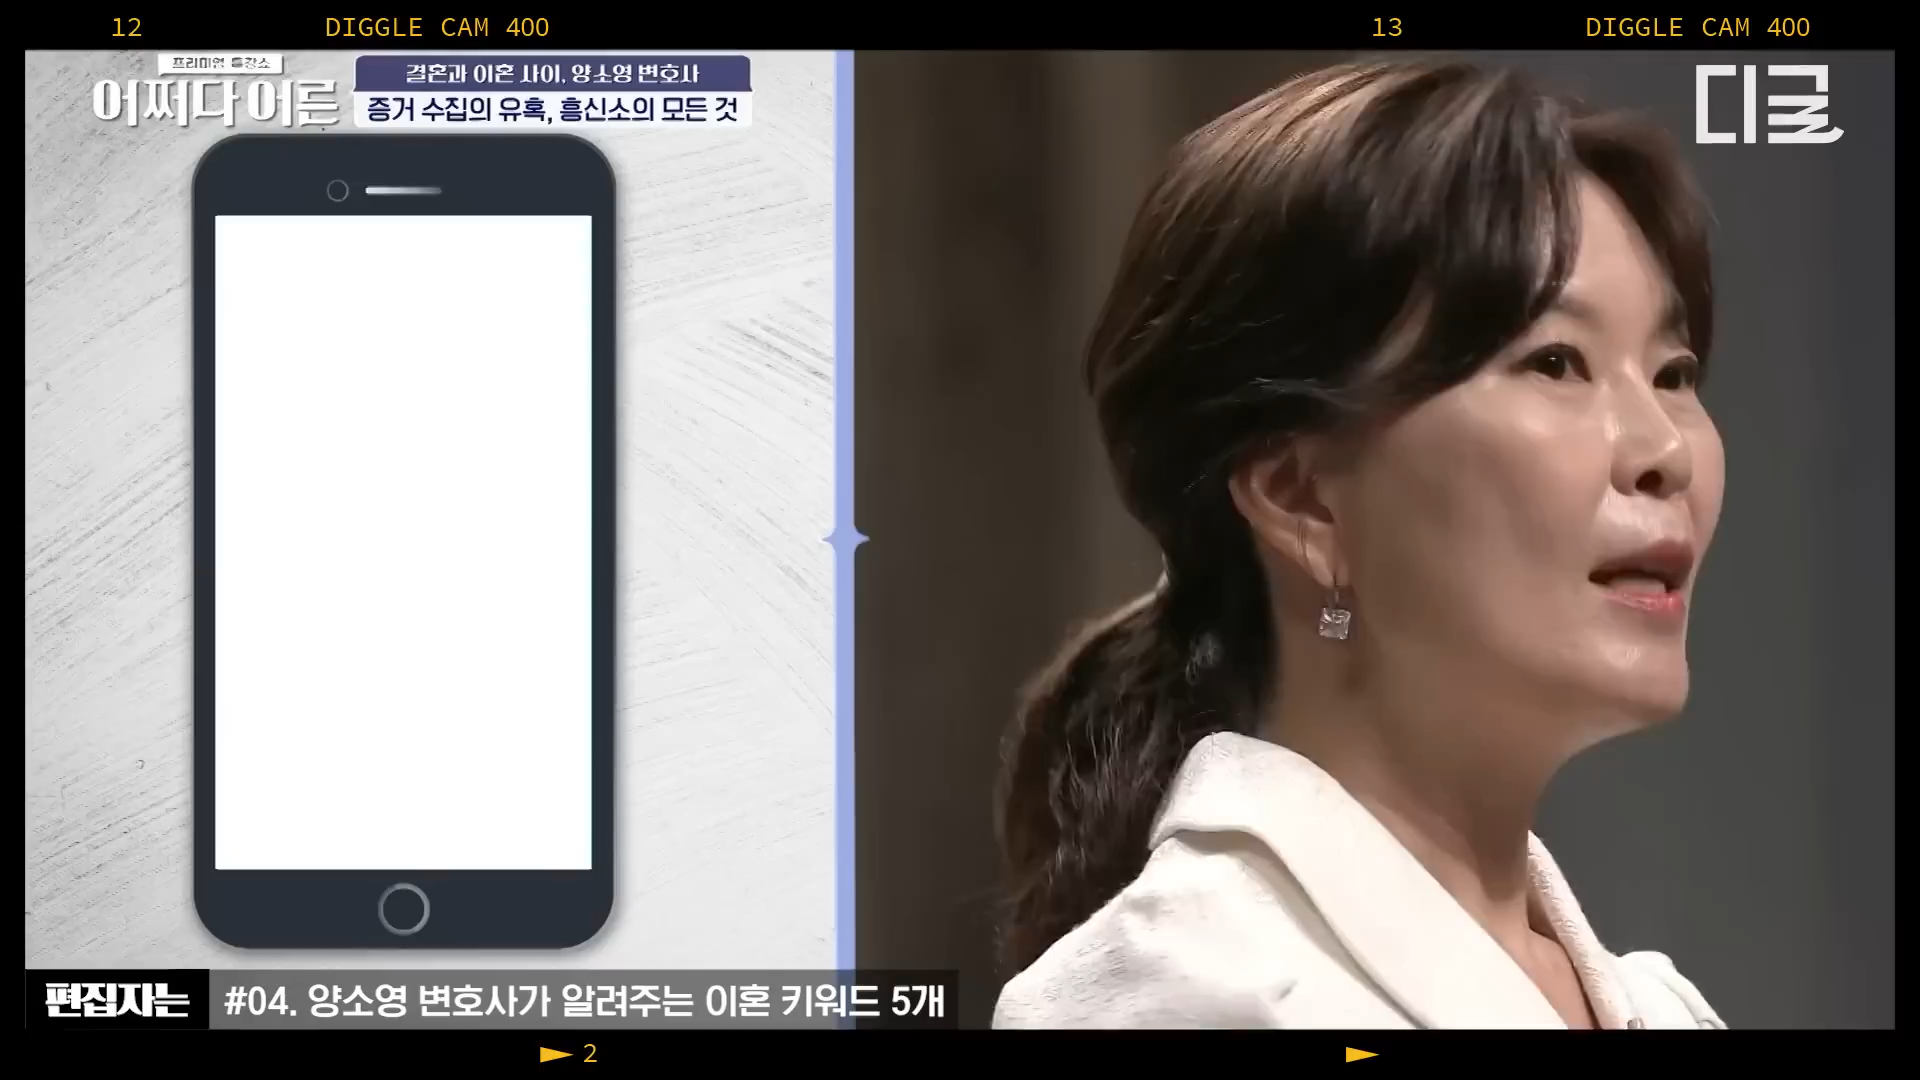 12 DIGGLE CAM 400 13 DIGGLE CAM 400
프리미엄 특강쇼
어쩌다 어른
결혼과 이혼 사이, 양소영 변호사
증거 수집의 유혹, 흥신소의 모든 것
디글
편집자는
#04. 양소영 변호사가 알려주는 이혼 키워드 5개
2